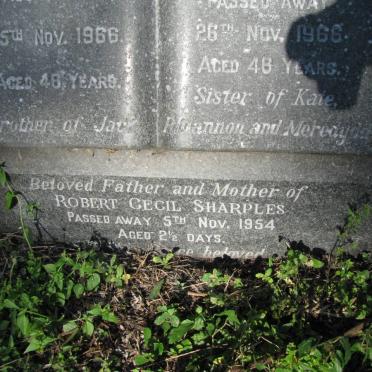 Passed Away
5th Nov. 1966
26th Nov. 1966
Aged 48 Years.
Aged 46 Years.
Sister of Kate,
Brother of Jack
Rhiannon and Meredydd
Beloved Father and Mother of
Robert Cecil Sharples
Passed Away 5th Nov. 1954
Aged 2½ Days.
beloved